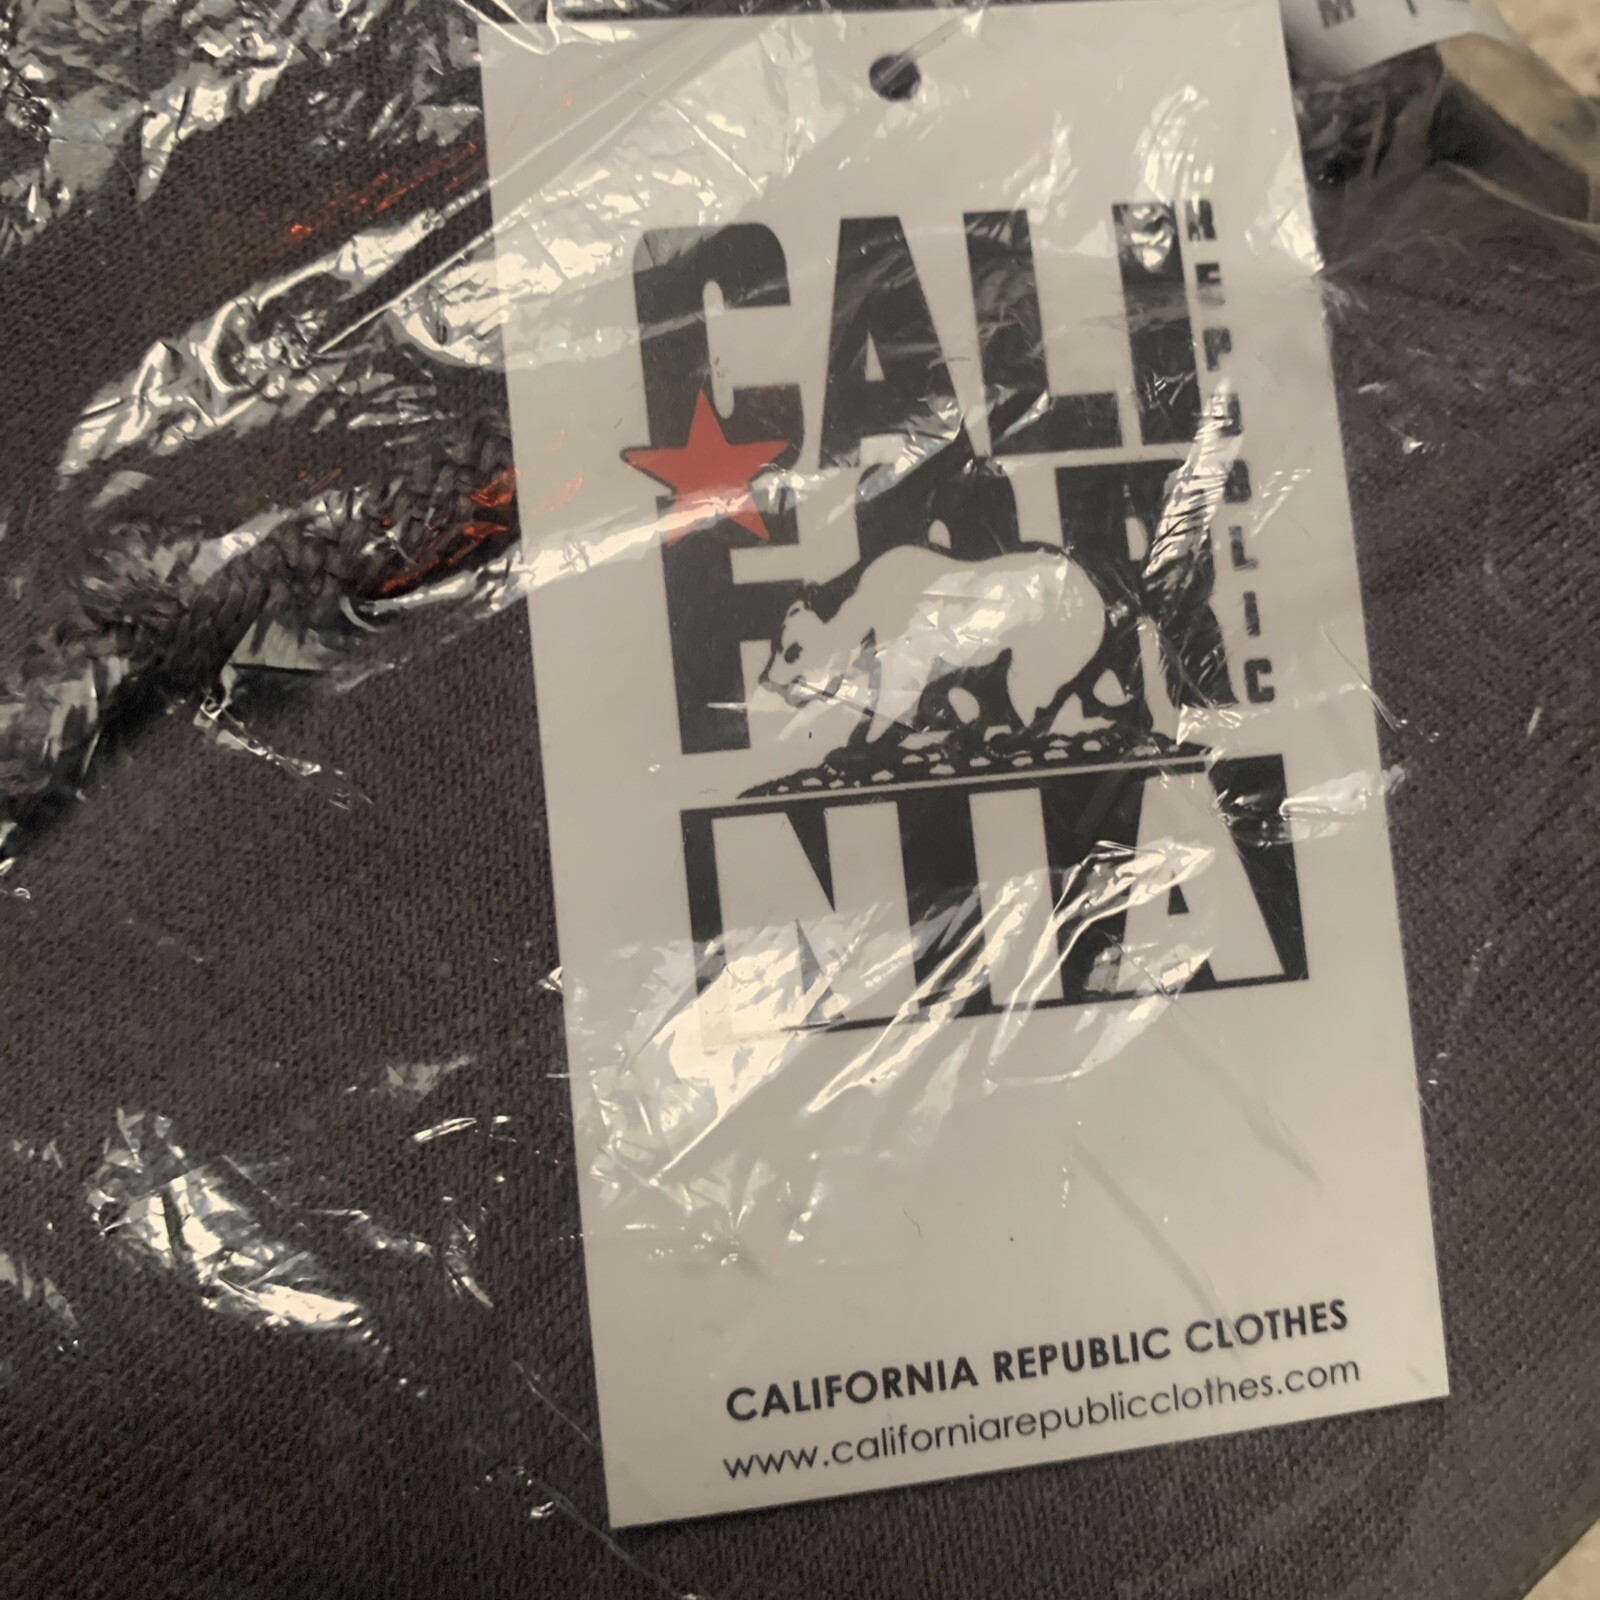 CALI
FOR
NIA
REPUBLIC
CALIFORNIA REPUBLIC CLOTHES
www.californiarepublicclothes.com